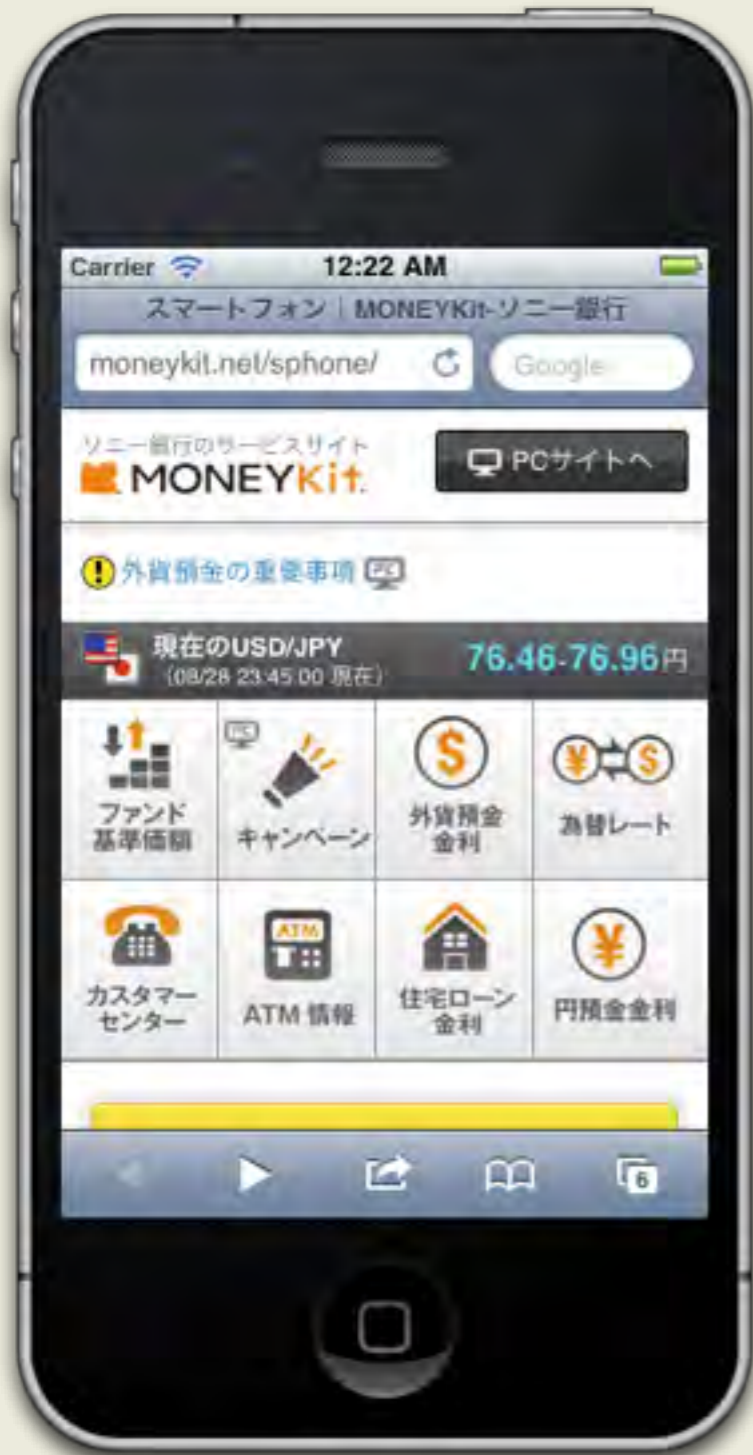 Carrier 12:22 AM
スマートフォン｜MONEYKit-ソニー銀行
moneykit.net/sphone/ Google
ソニー銀行のサービスサイト
MONEYKit. PCサイトへ
! 外貨預金の重要事項 PC
現在のUSD/JPY 76.46-76.96円
(08/28 23:45:00 現在)
PC
ファンド
基準価額
キャンペーン
外貨預金
金利
為替レート
カスタマー
センター
ATM
ATM 情報
住宅ローン
金利
円預金金利
6